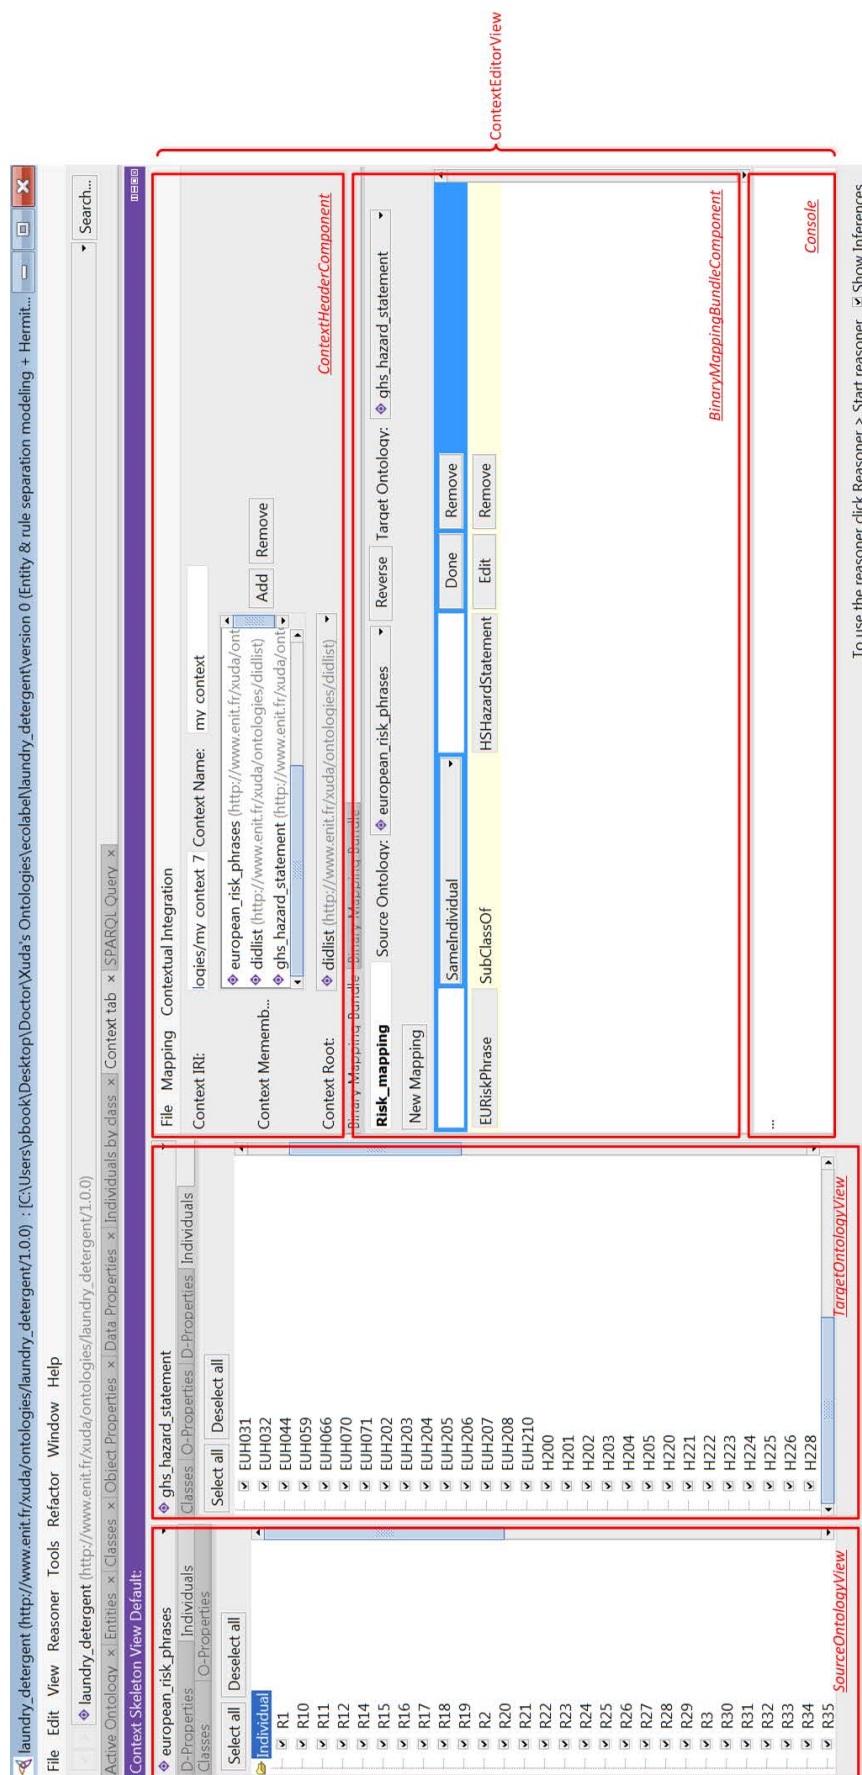 laundry_detergent (http://www.enit.fr/xuda/ontologies/laundry_detergent/1.0.0) : [C:\Users\pbook\Desktop\Doctor\Xuda's Ontologies\ecolabel\laundry_detergent\version 0 (Entity & rule separation modeling + Hermit...
File Edit View Reasoner Tools Refactor Window Help
laundry_detergent (http://www.enit.fr/xuda/ontologies/laundry_detergent/1.0.0)
Search...
Active Ontology × Entities × Classes × Object Properties × Data Properties × Individuals by class × Context tab × SPARQL Query ×
Context Skeleton View Default:
european_risk_phrases
D-Properties Individuals
Classes O-Properties
Select all Deselect all
Individual
R1
R10
R11
R12
R14
R15
R16
R17
R18
R19
R2
R20
R21
R22
R23
R24
R25
R26
R27
R28
R29
R3
R30
R31
R32
R33
R34
R35
SourceOntologyView
ghs_hazard_statement
Classes O-Properties D-Properties Individuals
Select all Deselect all
EUH031
EUH032
EUH044
EUH059
EUH066
EUH070
EUH071
EUH202
EUH203
EUH204
EUH205
EUH206
EUH207
EUH208
EUH210
H200
H201
H202
H203
H204
H205
H220
H221
H222
H223
H224
H225
H226
H228
TargetOntologyView
File Mapping Contextual Integration
Context IRI: logies/my context 7 Context Name: my context
Context Mememb...
european_risk_phrases (http://www.enit.fr/xuda/ont
didlist (http://www.enit.fr/xuda/ontologies/didlist)
ghs_hazard_statement (http://www.enit.fr/xuda/ont
Add Remove
Context Root: didlist (http://www.enit.fr/xuda/ontologies/didlist)
ContextHeaderComponent
Binary Mapping Bundle Binary Mapping Bundle
Risk_mapping Source Ontology: european_risk_phrases Reverse Target Ontology: ghs_hazard_statement
New Mapping
SameIndividual Done Remove
EURiskPhrase SubClassOf HSHazardStatement Edit Remove
BinaryMappingBundleComponent
...
Console
ContextEditorView
To use the reasoner click Reasoner > Start reasoner Show Inferences